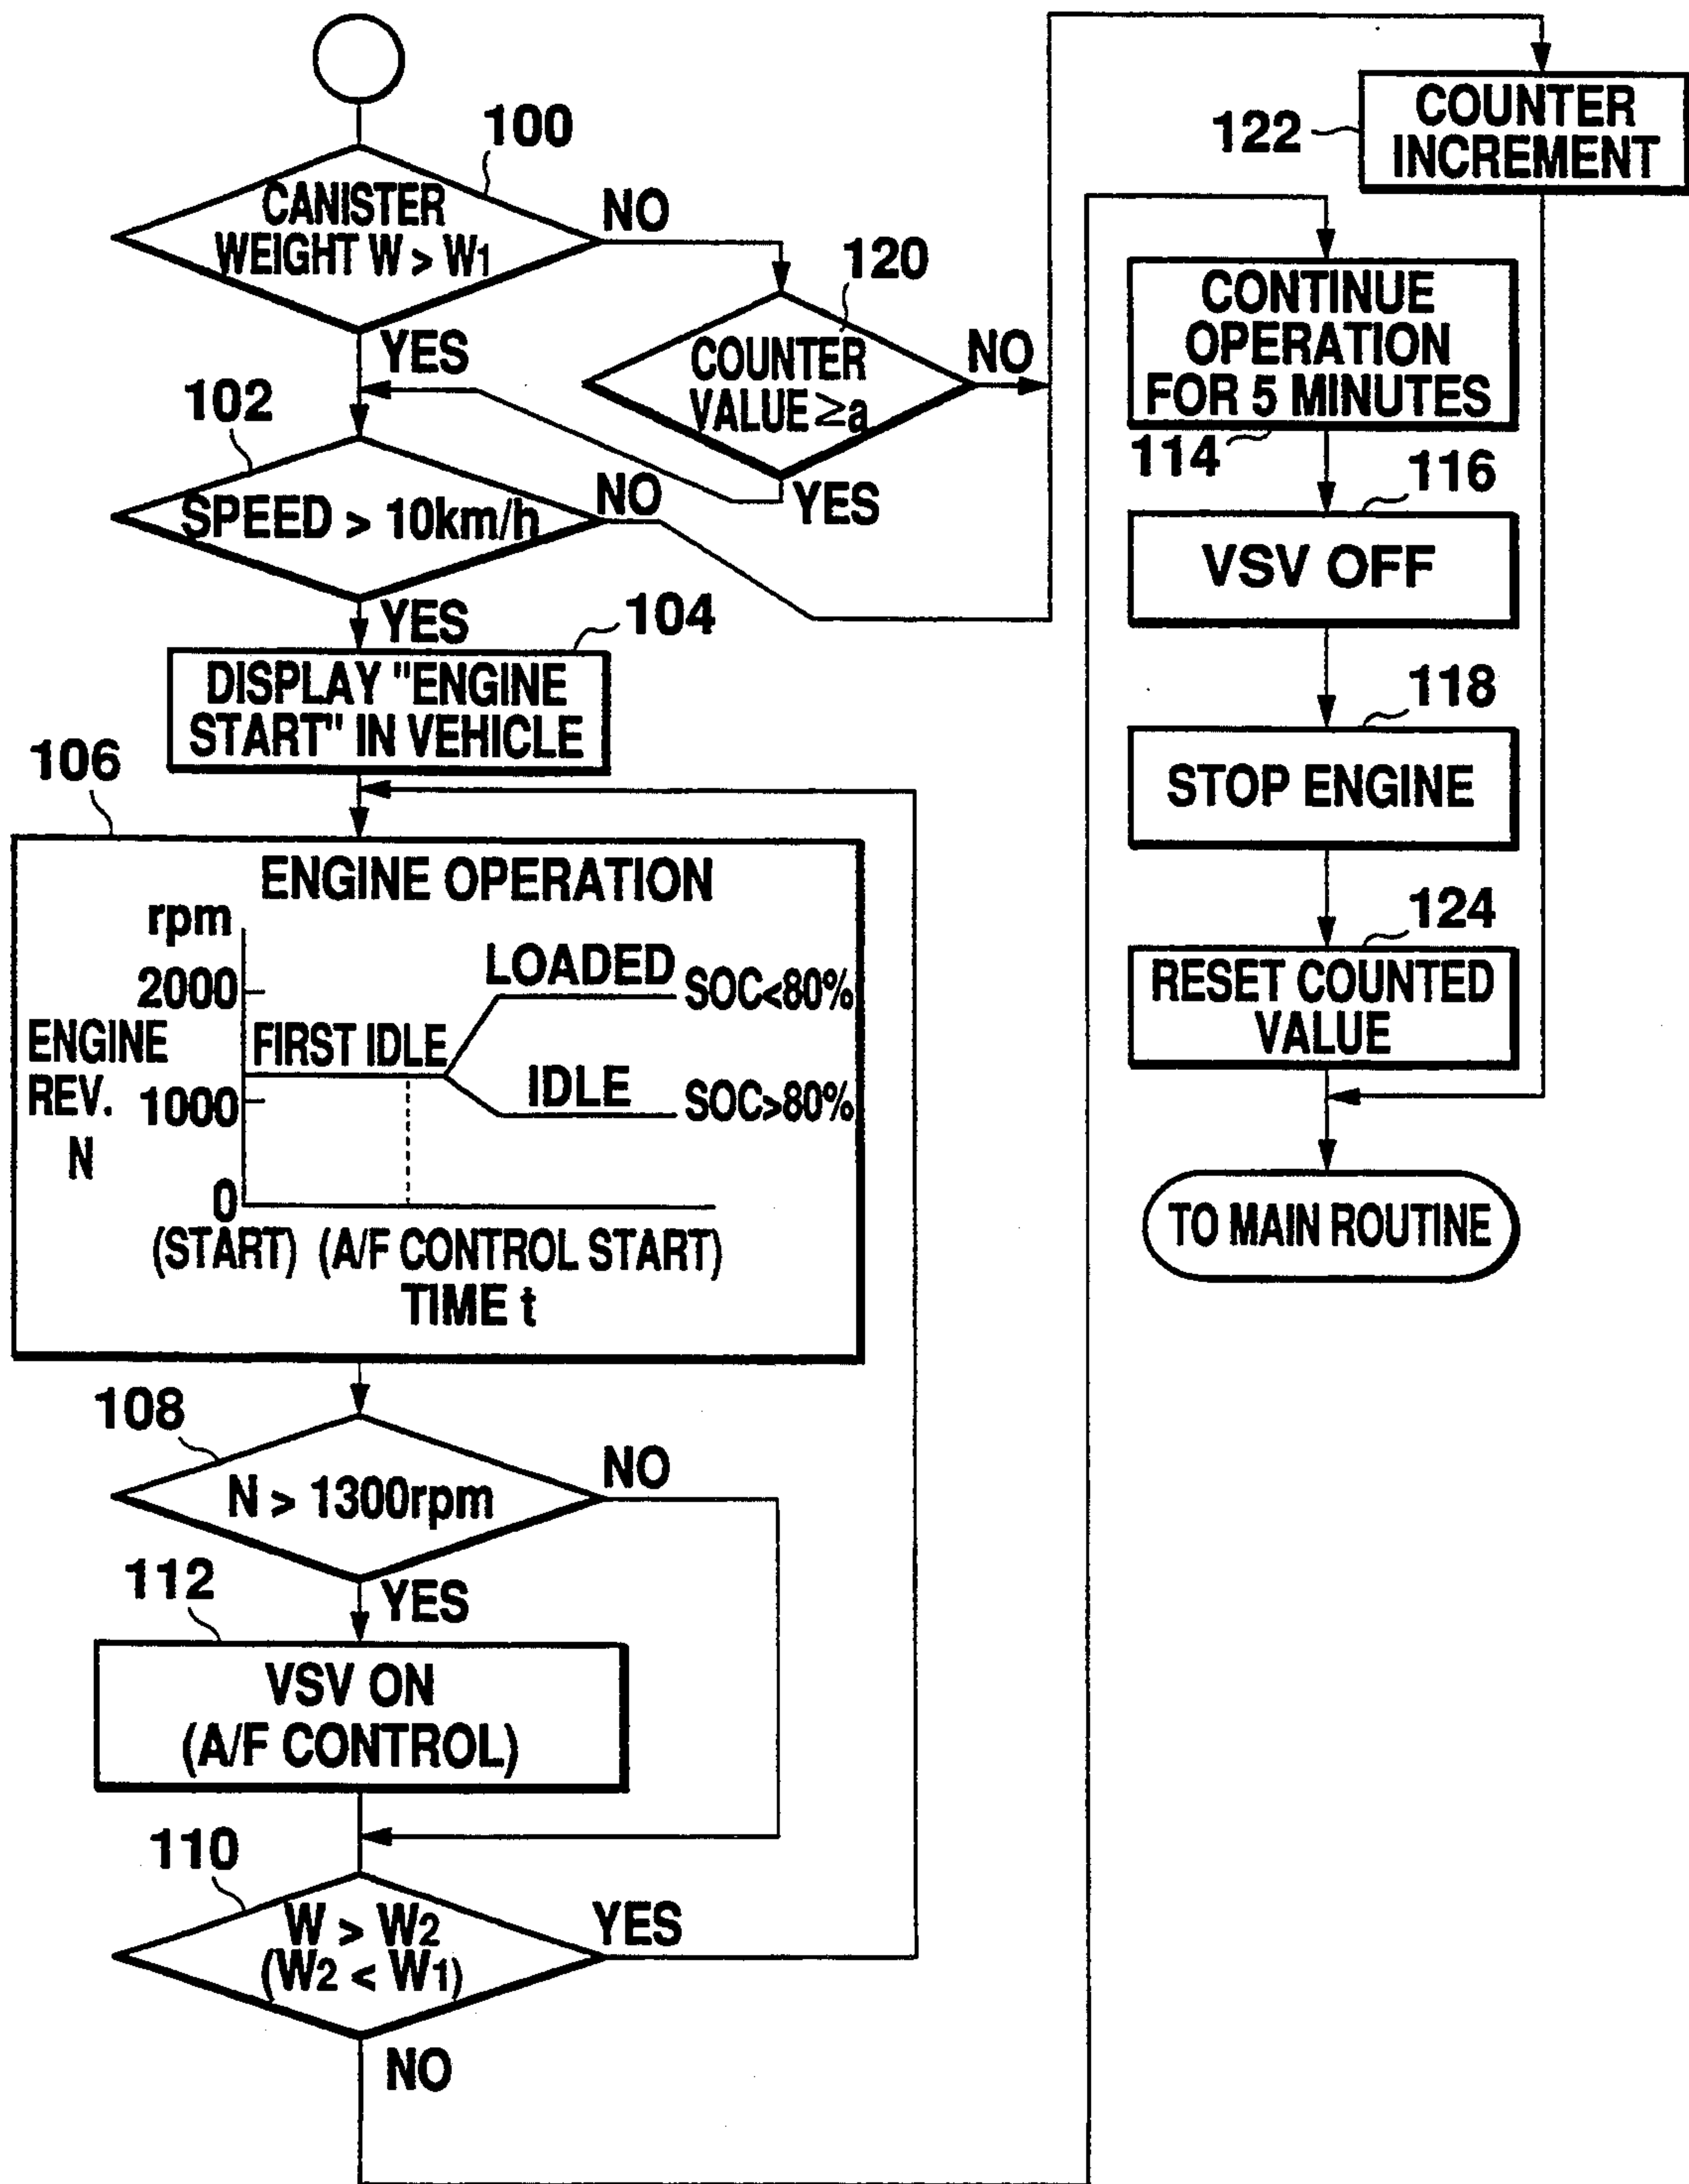 100
CANISTER
WEIGHT W > W1
NO
YES
120
COUNTER
VALUE ≥a
NO
YES
102
SPEED > 10km/h
NO
YES
104
DISPLAY "ENGINE
START" IN VEHICLE
106
ENGINE OPERATION
rpm
2000
ENGINE
REV.
N
1000
0
FIRST IDLE
LOADED
SOC<80%
IDLE
SOC>80%
(START) (A/F CONTROL START)
TIME t
108
N > 1300rpm
NO
YES
112
VSV ON
(A/F CONTROL)
110
W > W2
(W2 < W1)
YES
NO
122
COUNTER
INCREMENT
CONTINUE
OPERATION
FOR 5 MINUTES
114
116
VSV OFF
118
STOP ENGINE
124
RESET COUNTED
VALUE
TO MAIN ROUTINE